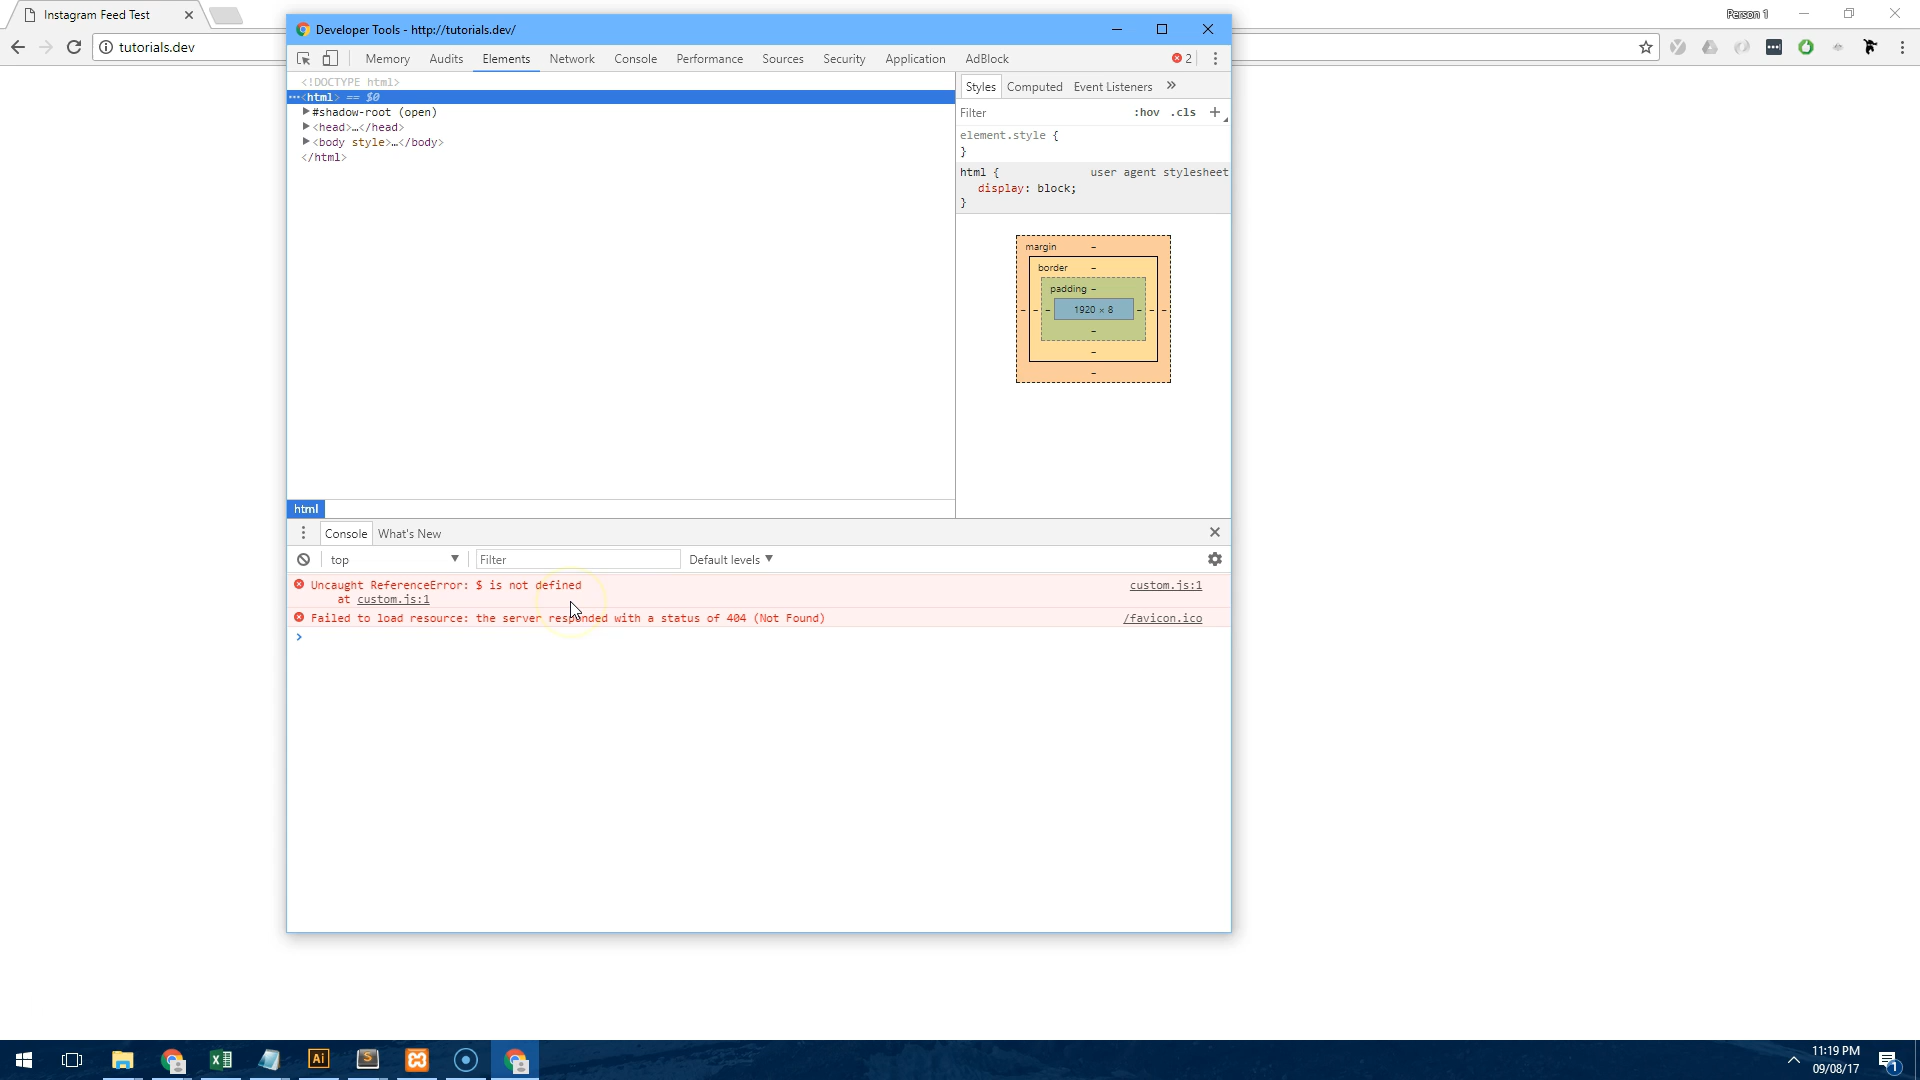 Instagram Feed Test
Person 1
tutorials.dev
Developer Tools - http://tutorials.dev/
Memory Audits Elements Network Console Performance Sources Security Application AdBlock 2
<!DOCTYPE html>
···<html> == $0
#shadow-root (open)
<head>…</head>
<body style>…</body>
</html>
Styles Computed Event Listeners »
Filter :hov .cls +
element.style {
}
html { user agent stylesheet
display: block;
}
margin –
border –
padding –
– – – 1920 × 8 – – –
–
–
–
html
Console What's New
top Filter Default levels
Uncaught ReferenceError: $ is not defined custom.js:1
at custom.js:1
Failed to load resource: the server responded with a status of 404 (Not Found) /favicon.ico
>
Ai
S
11:19 PM
09/08/17
1